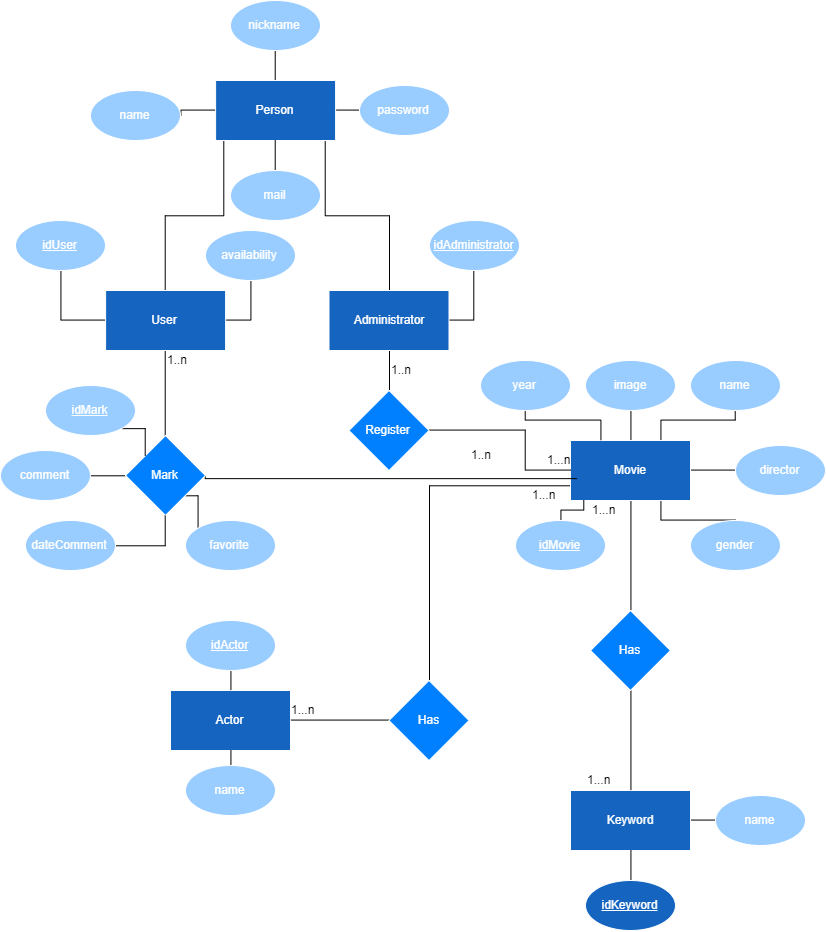 nickname
Person
name
password
mail
idUser
availability
idAdministrator
User
Administrator
1..n
1..n
year
image
name
idMark
Register
1..n
1...n
Movie
director
comment
Mark
1...n
1...n
dateComment
favorite
idMovie
gender
idActor
Has
1...n
Actor
Has
1...n
name
Keyword
name
idKeyword